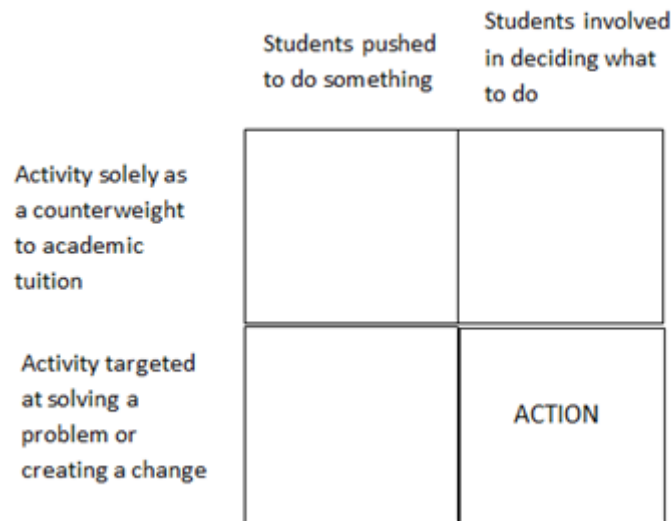 Students pushed
to do something
Students involved
in deciding what
to do
Activity solely as
a counterweight
to academic
tuition
Activity targeted
at solving a
problem or
creating a change
ACTION